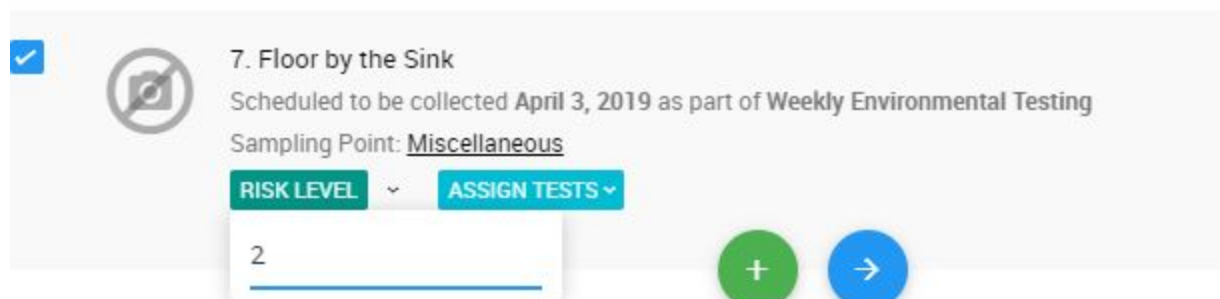 7. Floor by the Sink
Scheduled to be collected April 3, 2019 as part of Weekly Environmental Testing
Sampling Point: Miscellaneous
RISK LEVEL ASSIGN TESTS
2